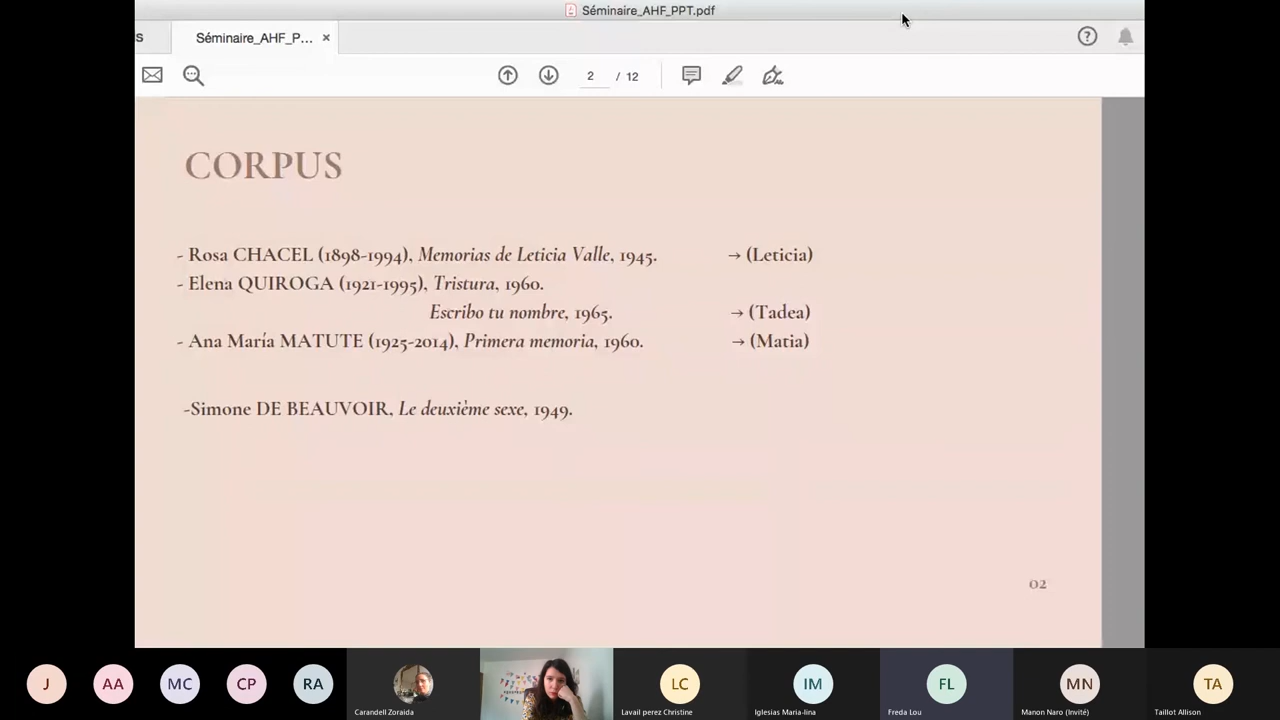 Séminaire_AHF_PPT.pdf
s
Séminaire_AHF_P... ×
2 / 12
CORPUS
- Rosa CHACEL (1898-1994), Memorias de Leticia Valle, 1945. → (Leticia)
- Elena QUIROGA (1921-1995), Tristura, 1960.
Escribo tu nombre, 1965. → (Tadea)
- Ana María MATUTE (1925-2014), Primera memoria, 1960. → (Matia)
-Simone DE BEAUVOIR, Le deuxième sexe, 1949.
02
J AA MC CP RA LC IM FL MN TA
Carandell Zoraida Lavail perez Christine Iglesias Maria-lina Freda Lou Manon Naro (Invité) Taillot Allison